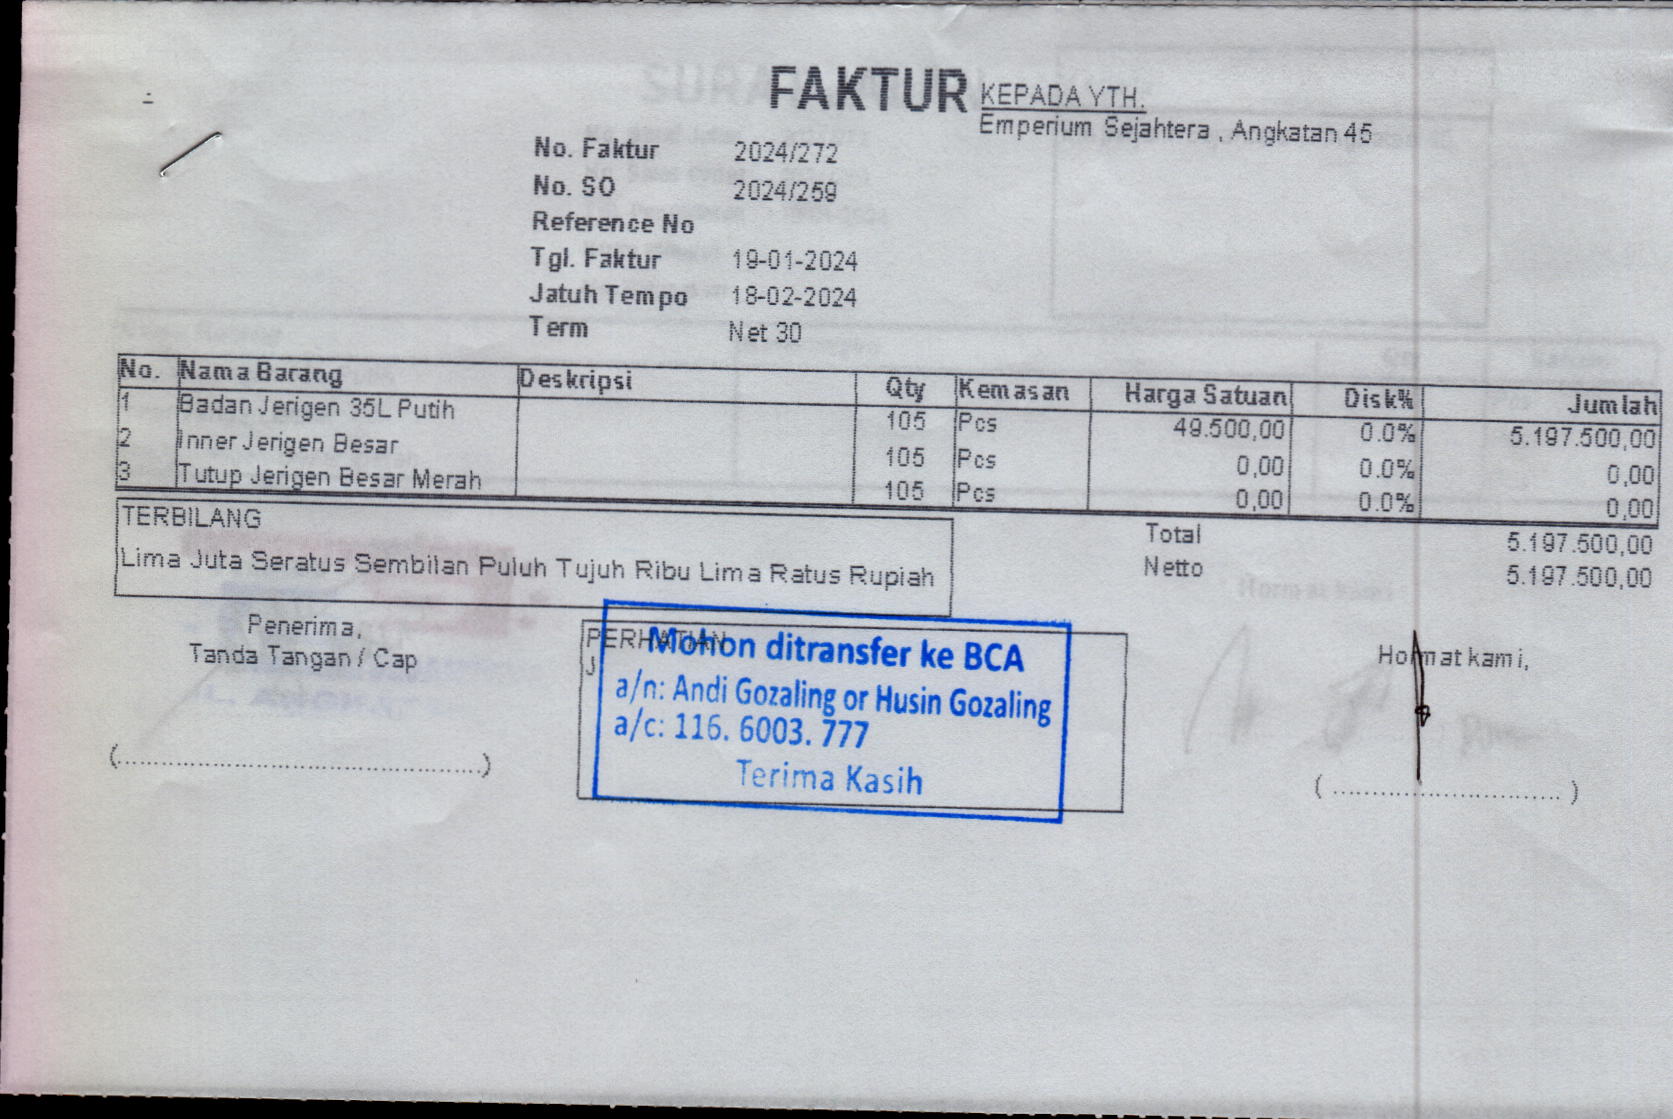 FAKTUR
KEPADA YTH.
Emperium Sejahtera , Angkatan 45
No. Faktur 2024/272
No. SO 2024/259
Reference No
Tgl. Faktur 19-01-2024
Jatuh Tempo 18-02-2024
Term Net 30
No. Nama Barang Deskripsi Qty Kemasan Harga Satuan Disk% Jumlah
1 Badan Jerigen 35L Putih 105 Pcs 49.500,00 0.0% 5.197.500,00
2 Inner Jerigen Besar 105 Pcs 0,00 0.0% 0,00
3 Tutup Jerigen Besar Merah 105 Pcs 0,00 0.0% 0,00
TERBILANG
Lima Juta Seratus Sembilan Puluh Tujuh Ribu Lima Ratus Rupiah
Total 5.197.500,00
Netto 5.197.500,00
Penerima,
Tanda Tangan / Cap
(..................................................)
PERHATIAN
J
Mohon ditransfer ke BCA
a/n: Andi Gozaling or Husin Gozaling
a/c: 116. 6003. 777
Terima Kasih
Hormat kami,
( ................................ )